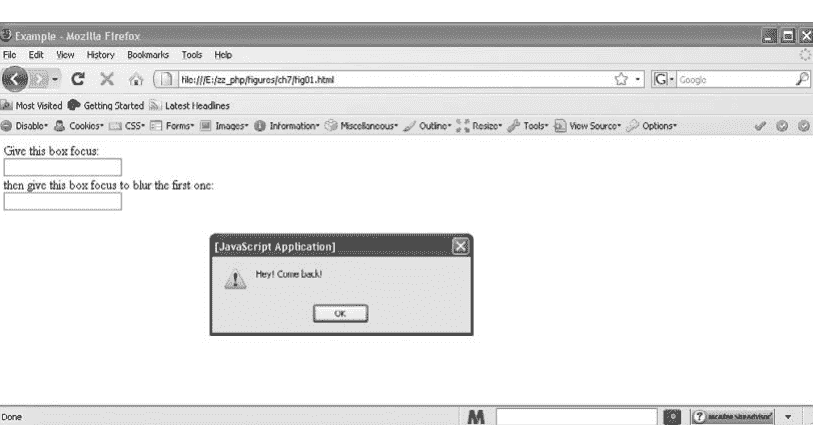 Example - Mozilla Firefox
File Edit View History Bookmarks Tools Help
file:///E:/zz_php/figures/ch7/fig01.html G Google
Most Visited Getting Started Latest Headlines
Disable Cookies CSS Forms Images Information Miscellaneous Outline Resize Tools View Source Options
Give this box focus:
then give this box focus to blur the first one:
[JavaScript Application]
Hey! Come back!
OK
Done